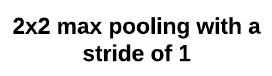 2x2 max pooling with a
stride of 1